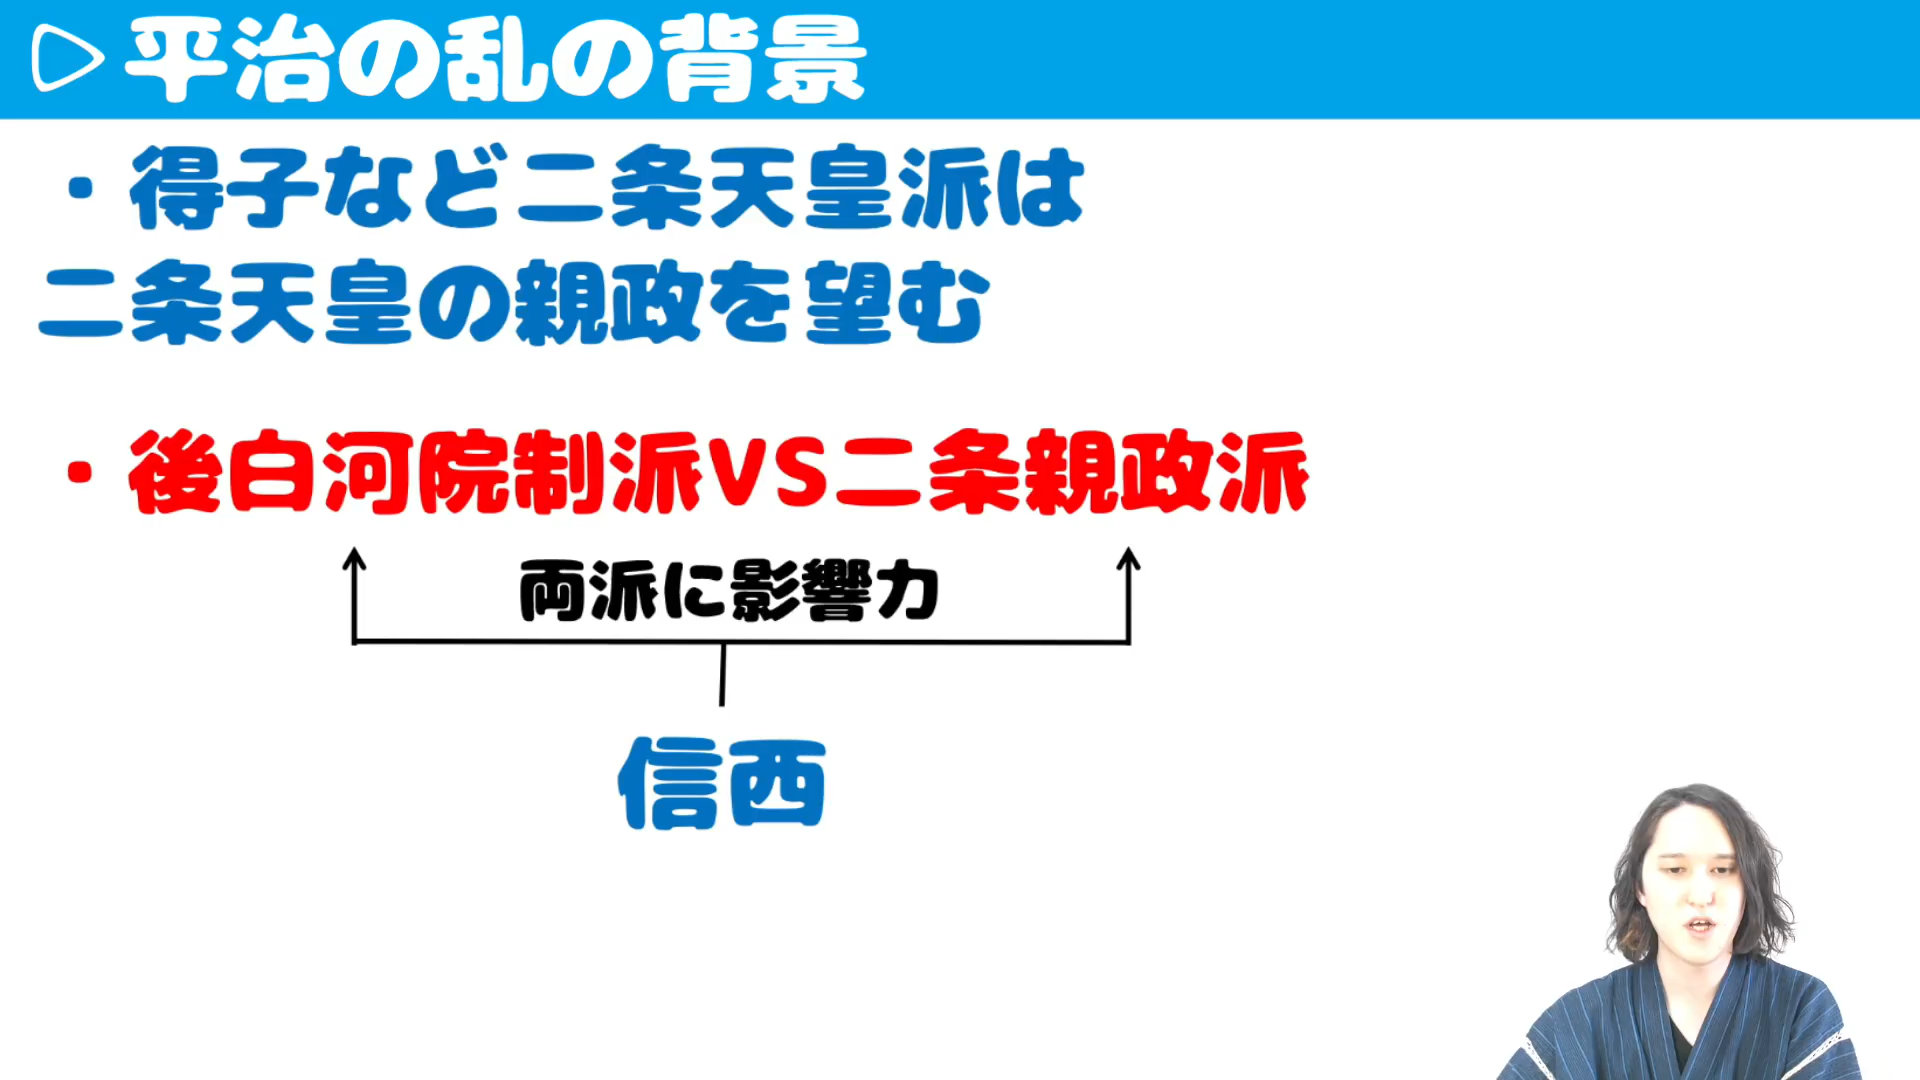 ▷平治の乱の背景
・得子など二条天皇派は
二条天皇の親政を望む
・後白河院制派VS二条親政派
両派に影響力
信西